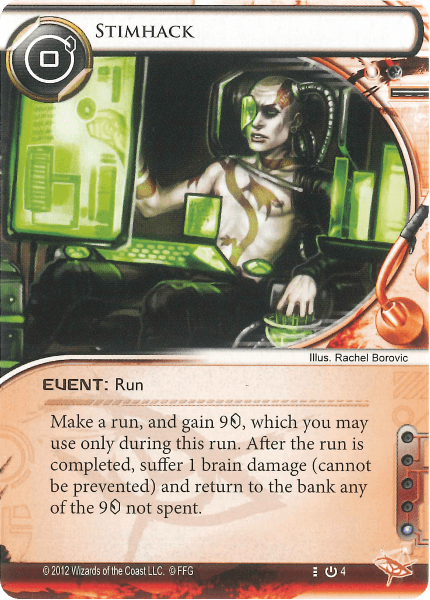 0
STIMHACK
Illus. Rachel Borovic
EVENT: Run
Make a run, and gain 9, which you may
use only during this run. After the run is
completed, suffer 1 brain damage (cannot
be prevented) and return to the bank any
of the 9 not spent.
© 2012 Wizards of the Coast LLC. © FFG 4